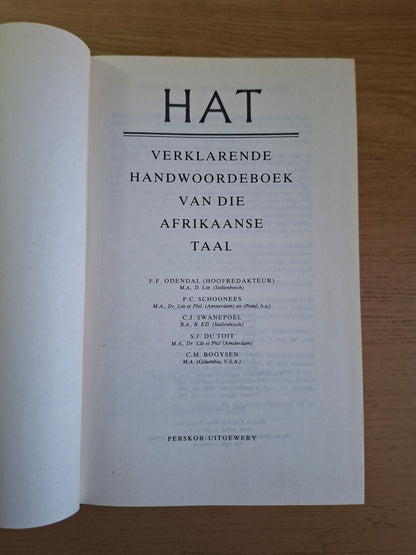 HAT
VERKLARENDE
HANDWOORDEBOEK
VAN DIE
AFRIKAANSE
TAAL
F.F. ODENDAL (HOOFREDAKTEUR)
M.A., D. Litt. (Stellenbosch)
P.C. SCHOONEES
M.A., Dr. Litt et Phil. (Amsterdam) en (Natal, h.c.)
C.J. SWANEPOEL
B.A., B. ED. (Stellenbosch)
S.J. DU TOIT
M.A., Dr. Litt et Phil (Amsterdam)
C.M. BOOYSEN
M.A. (Columbia, V.S.A.)
PERSKOR-UITGEWERY